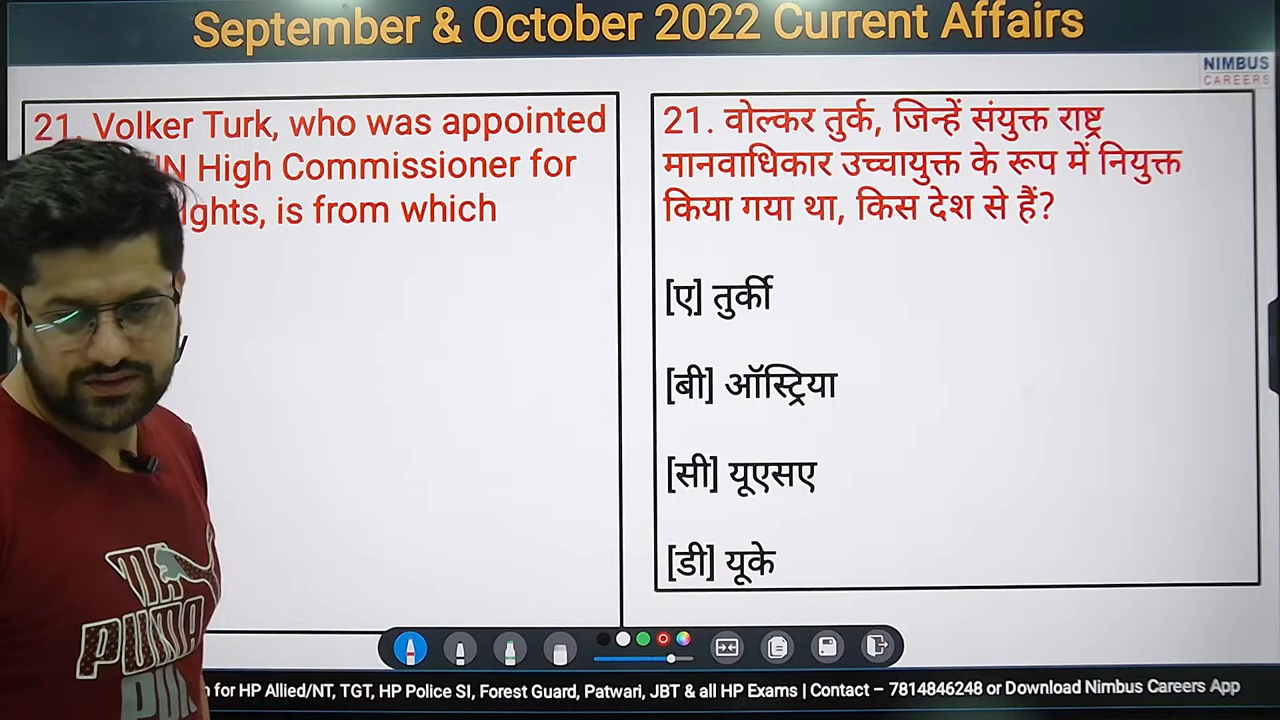 September & October 2022 Current Affairs
NIMBUS
CAREERS
21. Volker Turk, who was appointed
High Commissioner for
is from which
21. वोल्कर तुर्क, जिन्हें संयुक्त राष्ट्र
मानवाधिकार उच्चायुक्त के रूप में नियुक्त
किया गया था, किस देश से हैं?
[ए] तुर्की
[बी] ऑस्ट्रिया
[सी] यूएसए
[डी] यूके
PUMA
for HP Allied/NT, TGT, HP Police SI, Forest Guard, Patwari, JBT & all HP Exams | Contact – 7814846248 or Download Nimbus Careers App